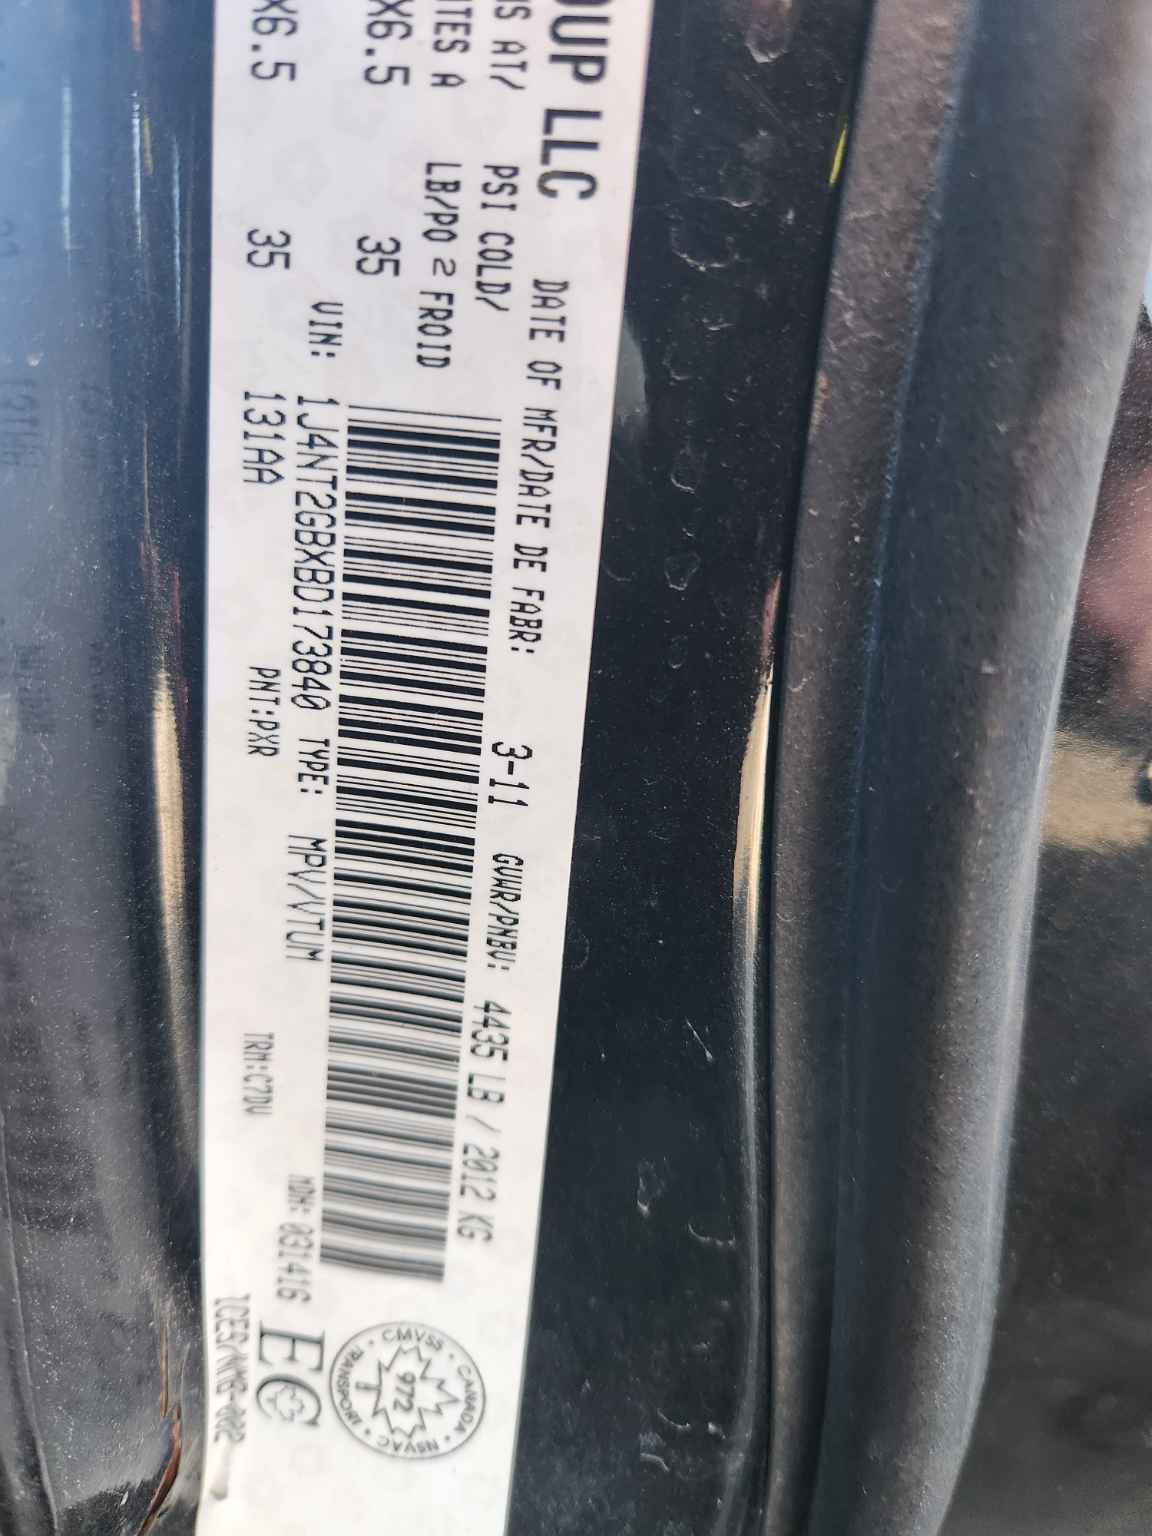 OUP LLC
DATE OF MFR/DATE DE FABR: 3-11 GVWR/PNBV: 4435 LB / 2012 KG
PSI COLD/
LB/PO 2 FROID
X6.5 35
X6.5 35
VIN: 1J4NT2GBXBD173840 TYPE: MPV/VTUM MDH: 031416
131AA PNT:PXR TRM:C7DV
EC
CMVSS • CANADA • NSVAC • TRANSPORT •
972